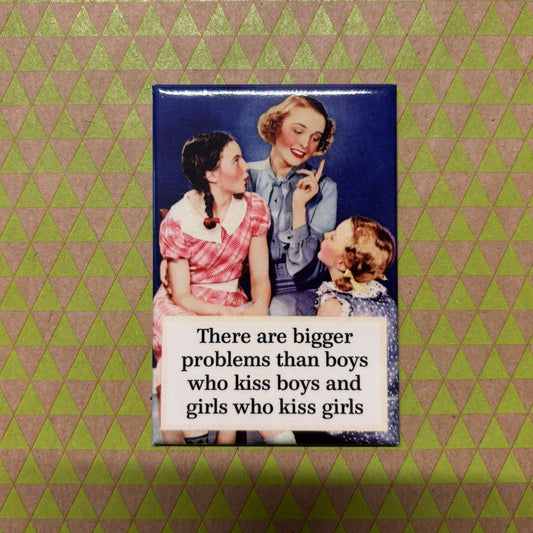 There are bigger
problems than boys
who kiss boys and
girls who kiss girls